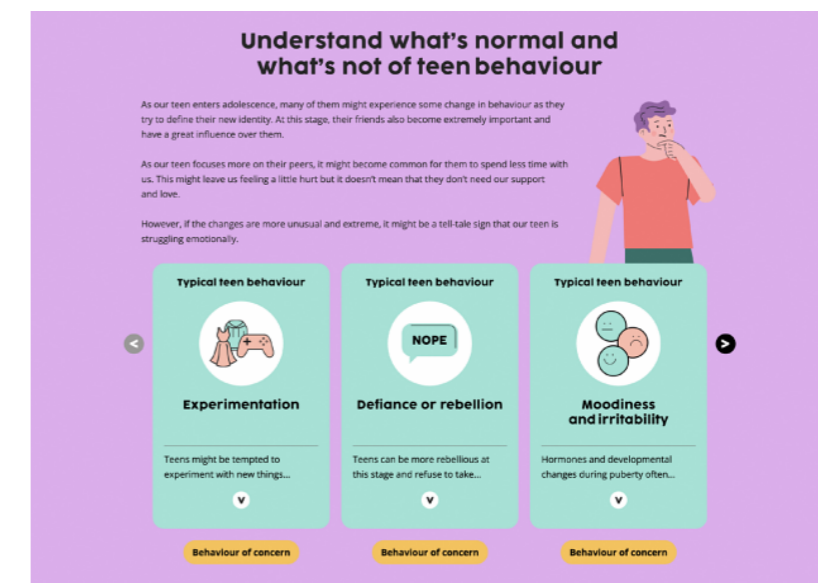 Understand what's normal and
what's not of teen behaviour
As our teen enters adolescence, many of them might experience some change in behaviour as they
try to define their new identity. At this stage, their friends also become extremely important and
have a great influence over them.
As our teen focuses more on their peers, it might become common for them to spend less time with
us. This might leave us feeling a little hurt but it doesn't mean that they don't need our support
and love.
However, if the changes are more unusual and extreme, it might be a tell-tale sign that our teen is
struggling emotionally.
Typical teen behaviour
NOPE
Experimentation
Teens might be tempted to
experiment with new things...
Behaviour of concern
Typical teen behaviour
Defiance or rebellion
Teens can be more rebellious at
this stage and refuse to take...
Behaviour of concern
Typical teen behaviour
Moodiness
and irritability
Hormones and developmental
changes during puberty often...
Behaviour of concern